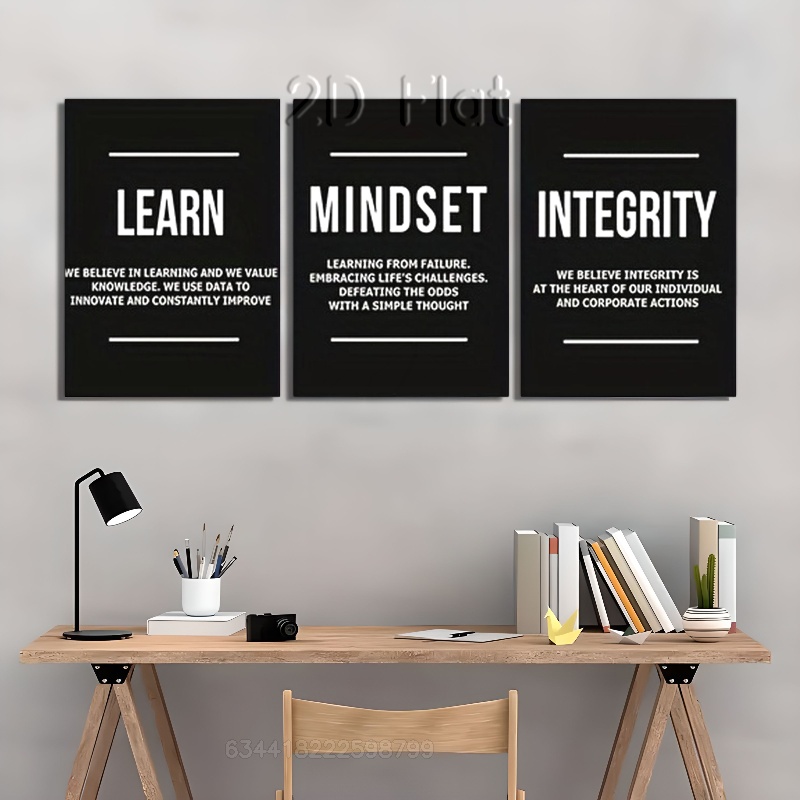 2D Flat
LEARN
WE BELIEVE IN LEARNING AND WE VALUE
KNOWLEDGE. WE USE DATA TO
INNOVATE AND CONSTANTLY IMPROVE
MINDSET
LEARNING FROM FAILURE.
EMBRACING LIFE'S CHALLENGES.
DEFEATING THE ODDS
WITH A SIMPLE THOUGHT
INTEGRITY
WE BELIEVE INTEGRITY IS
AT THE HEART OF OUR INDIVIDUAL
AND CORPORATE ACTIONS
634418222598799